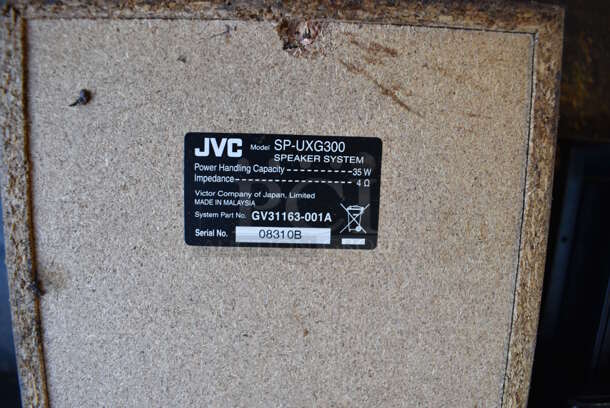 JVC Model SP-UXG300
SPEAKER SYSTEM
Power Handling Capacity 35 W
Impedance 4 Ω
Victor Company of Japan, Limited
MADE IN MALAYSIA
System Part No. GV31163-001A
Serial No. 08310B